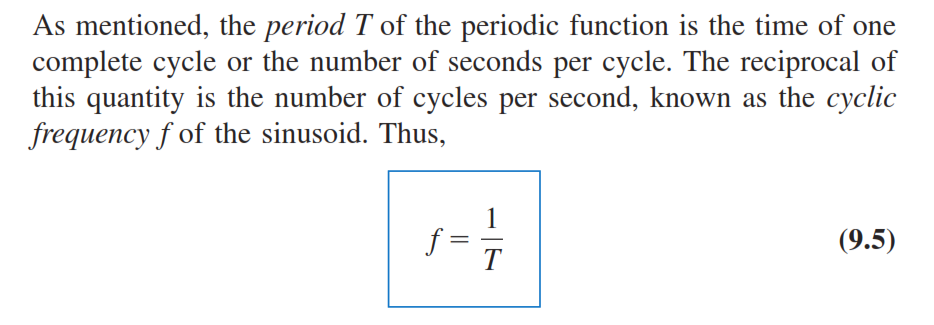 As mentioned, the period T of the periodic function is the time of one
complete cycle or the number of seconds per cycle. The reciprocal of
this quantity is the number of cycles per second, known as the cyclic
frequency f of the sinusoid. Thus,
f = 1/T (9.5)